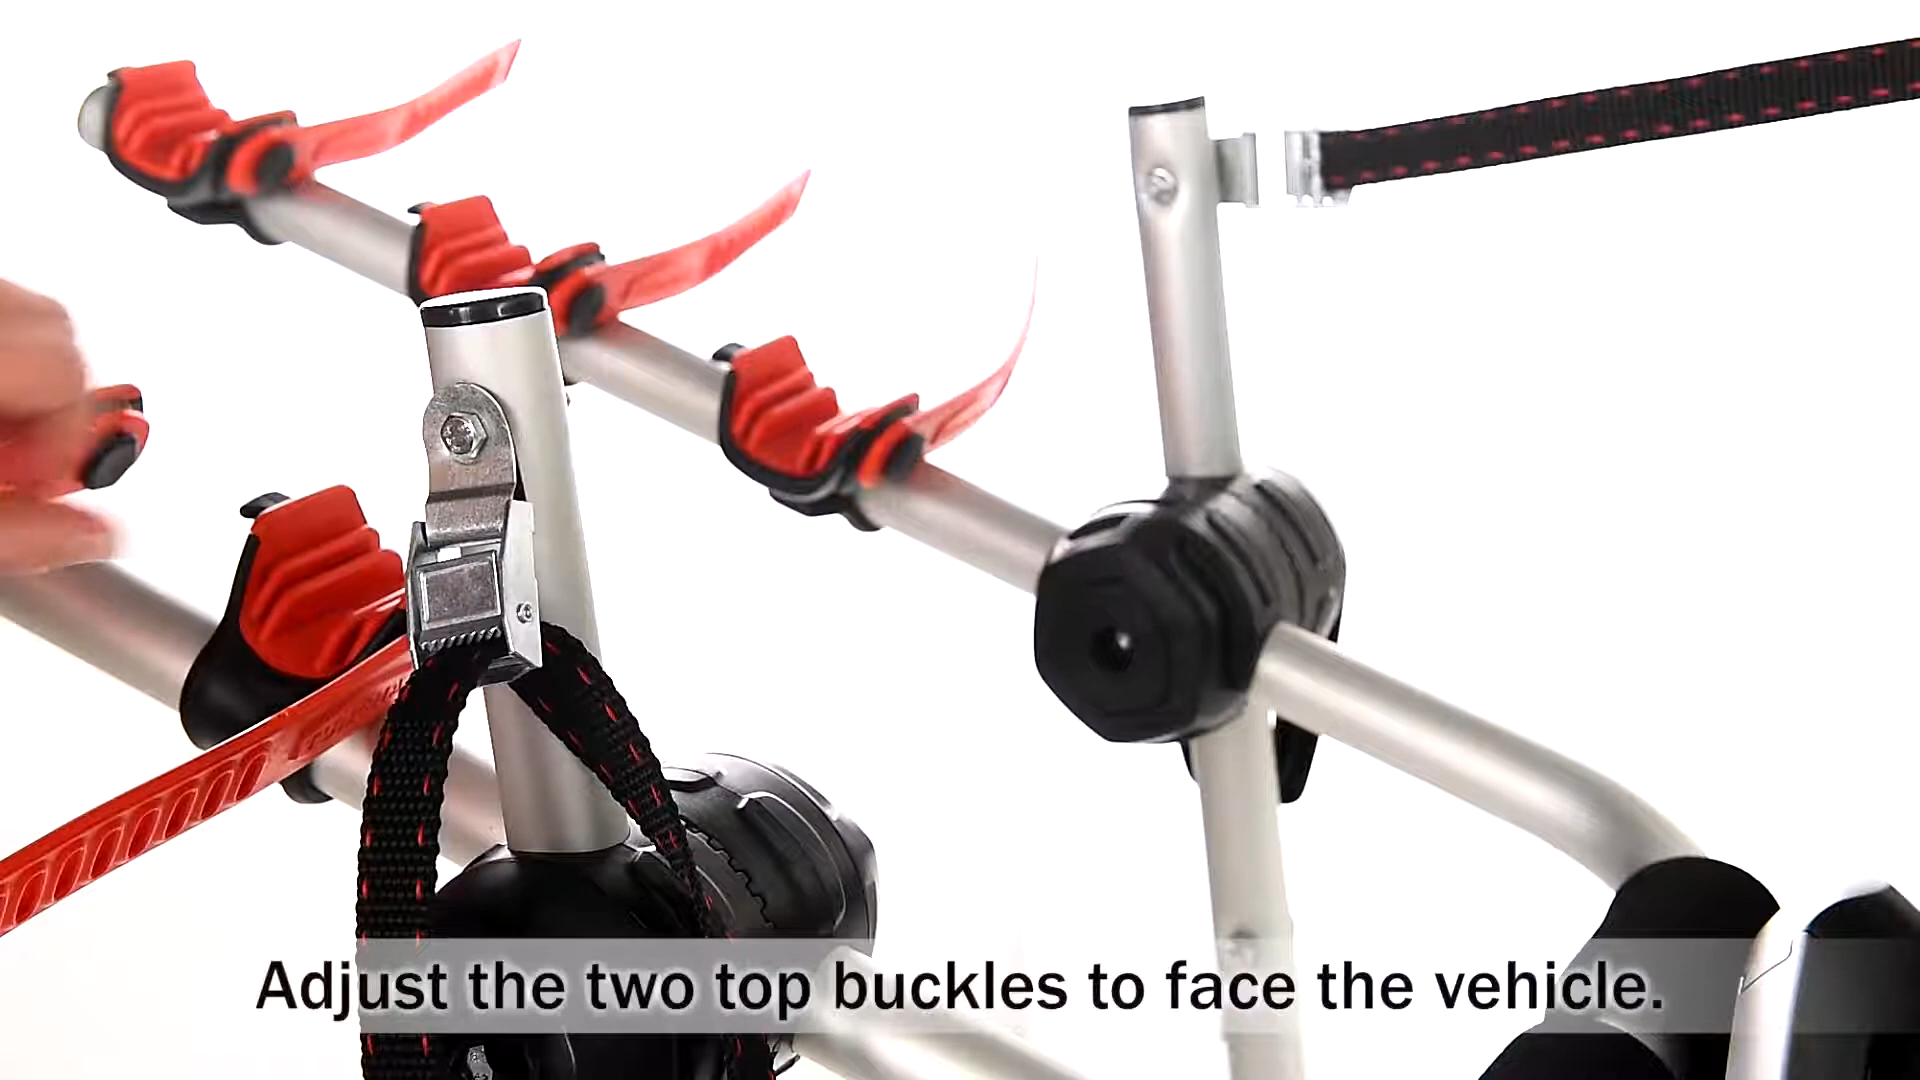 Adjust the two top buckles to face the vehicle.